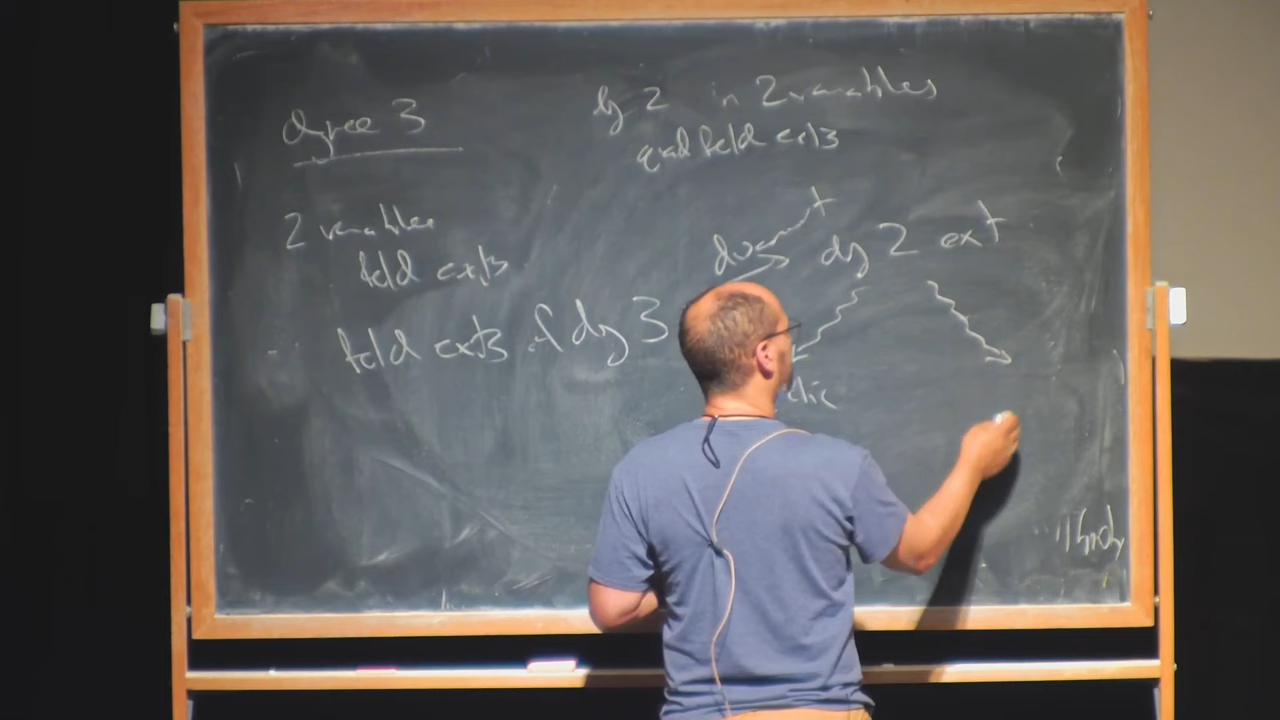 degree 3
2 variables
field exts
field exts of deg 3
deg 2 in 2 variables
quad field exts
deg 2 ext